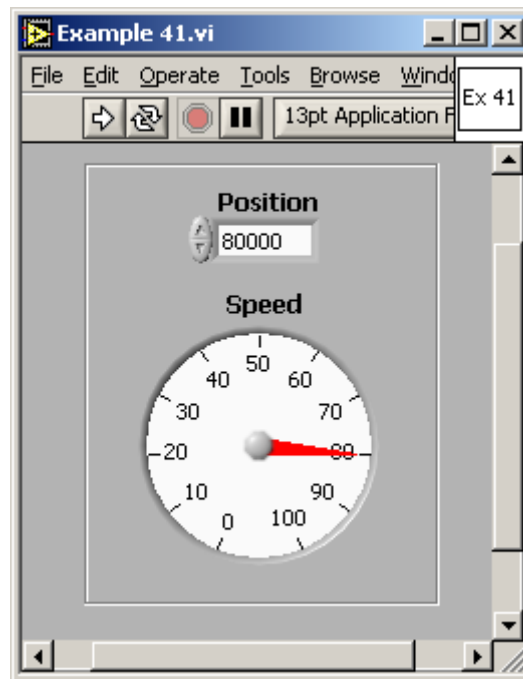 Example 41.vi
File Edit Operate Tools Browse Windo
Ex 41
13pt Application F
Position
80000
Speed
50
40 60
30 70
20 80
10 90
0 100